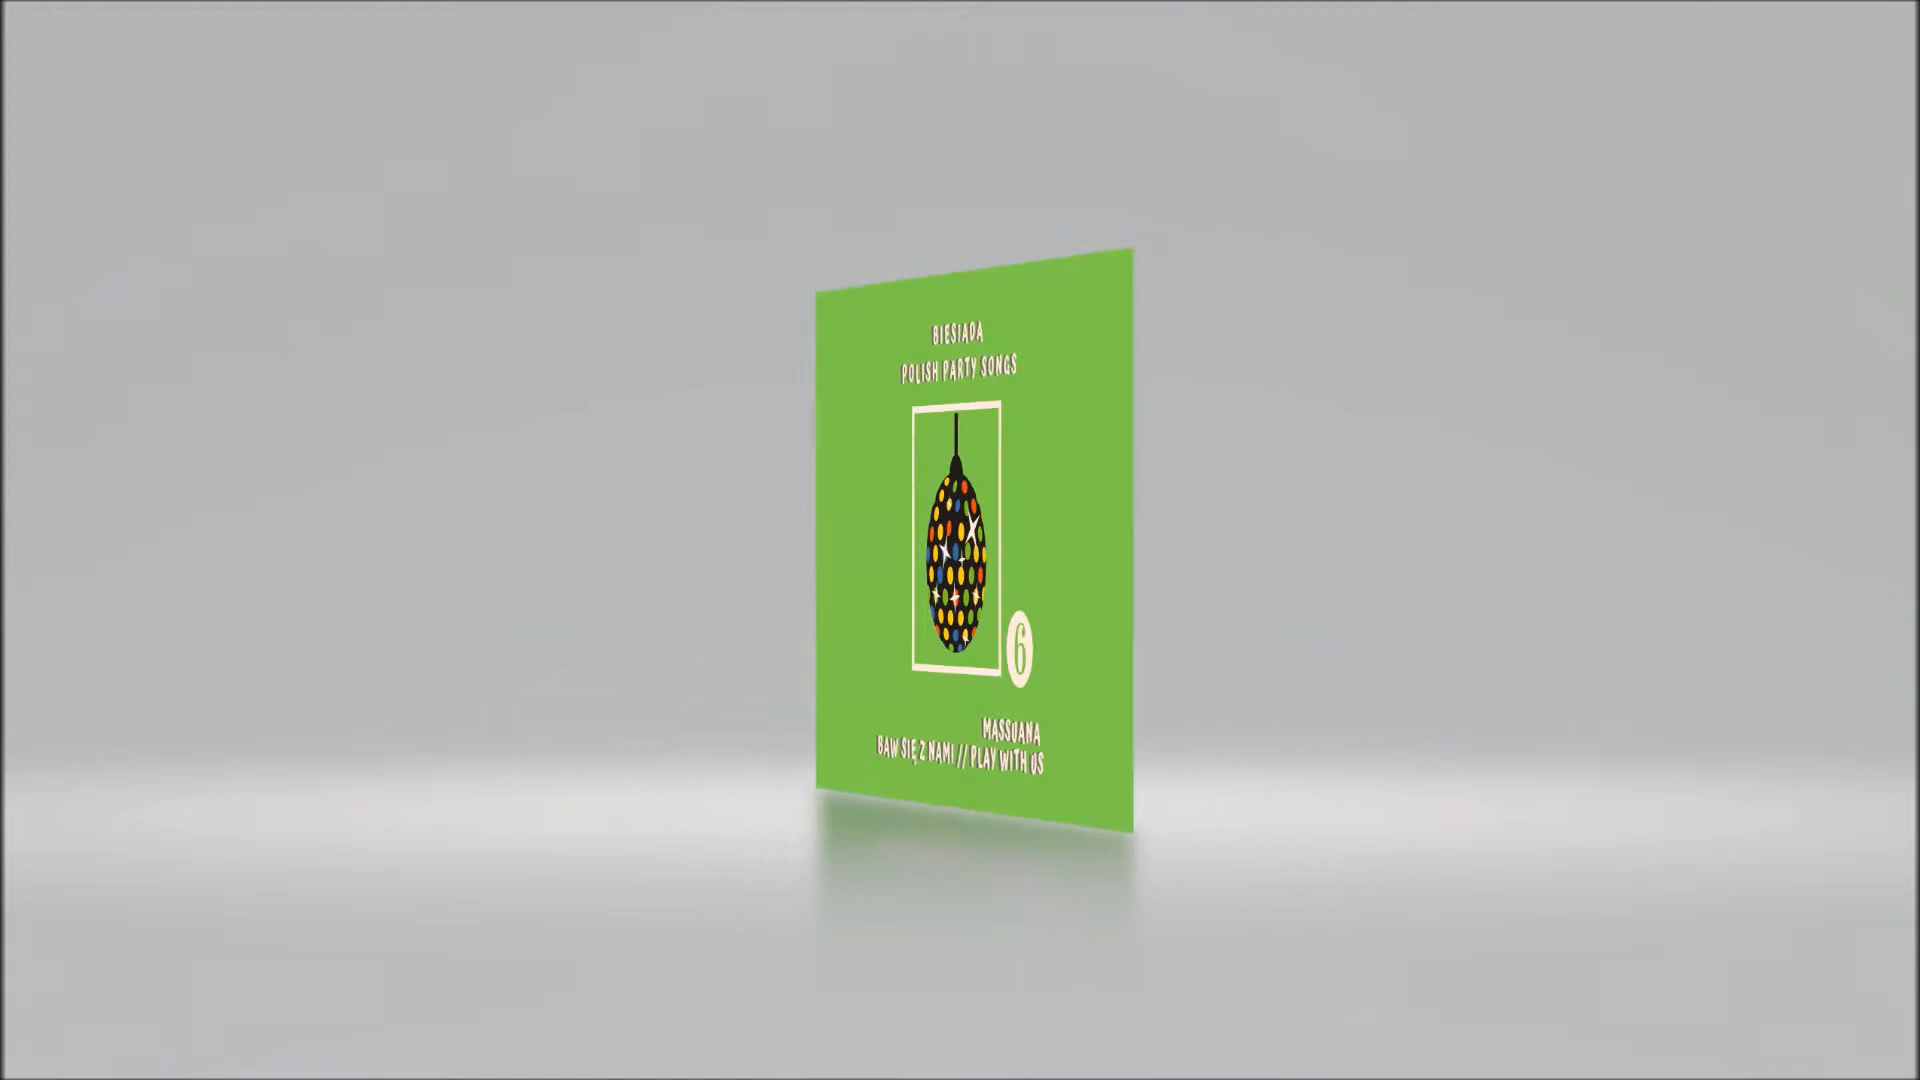 BIESIADA
POLISH PARTY SONGS
6
MASSUANA
BAW SIĘ Z NAMI // PLAY WITH US